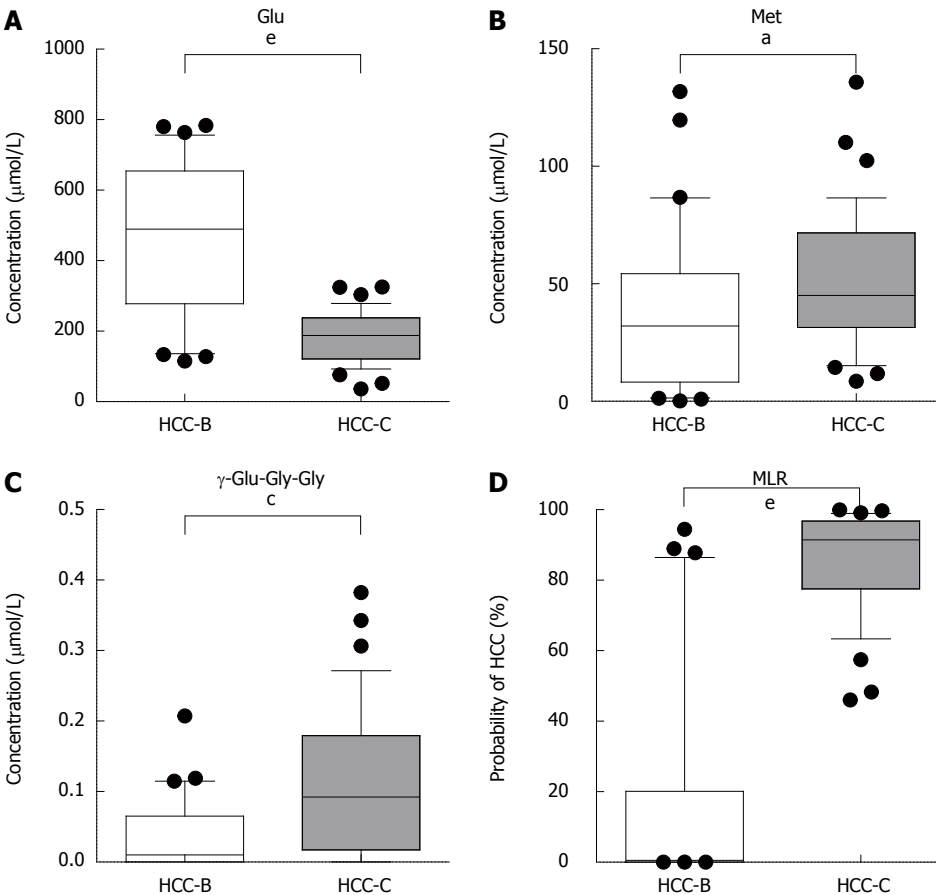 A
Glu
e
Concentration (μmol/L)
1000
800
600
400
200
0
HCC-B
HCC-C
B
Met
a
Concentration (μmol/L)
150
100
50
0
HCC-B
HCC-C
C
γ-Glu-Gly-Gly
c
Concentration (μmol/L)
0.5
0.4
0.3
0.2
0.1
0.0
HCC-B
HCC-C
D
MLR
e
Probability of HCC (%)
100
80
60
40
20
0
HCC-B
HCC-C